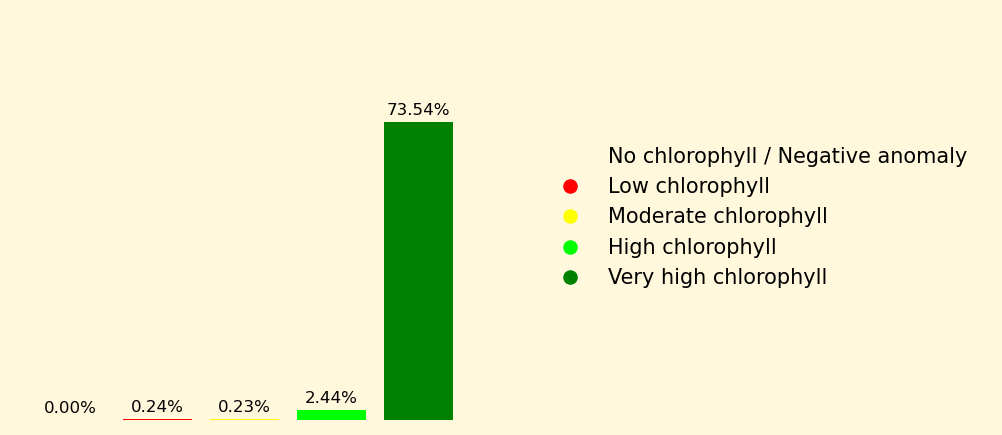 73.54%
No chlorophyll / Negative anomaly
Low chlorophyll
Moderate chlorophyll
High chlorophyll
Very high chlorophyll
0.00% 0.24% 0.23% 2.44%